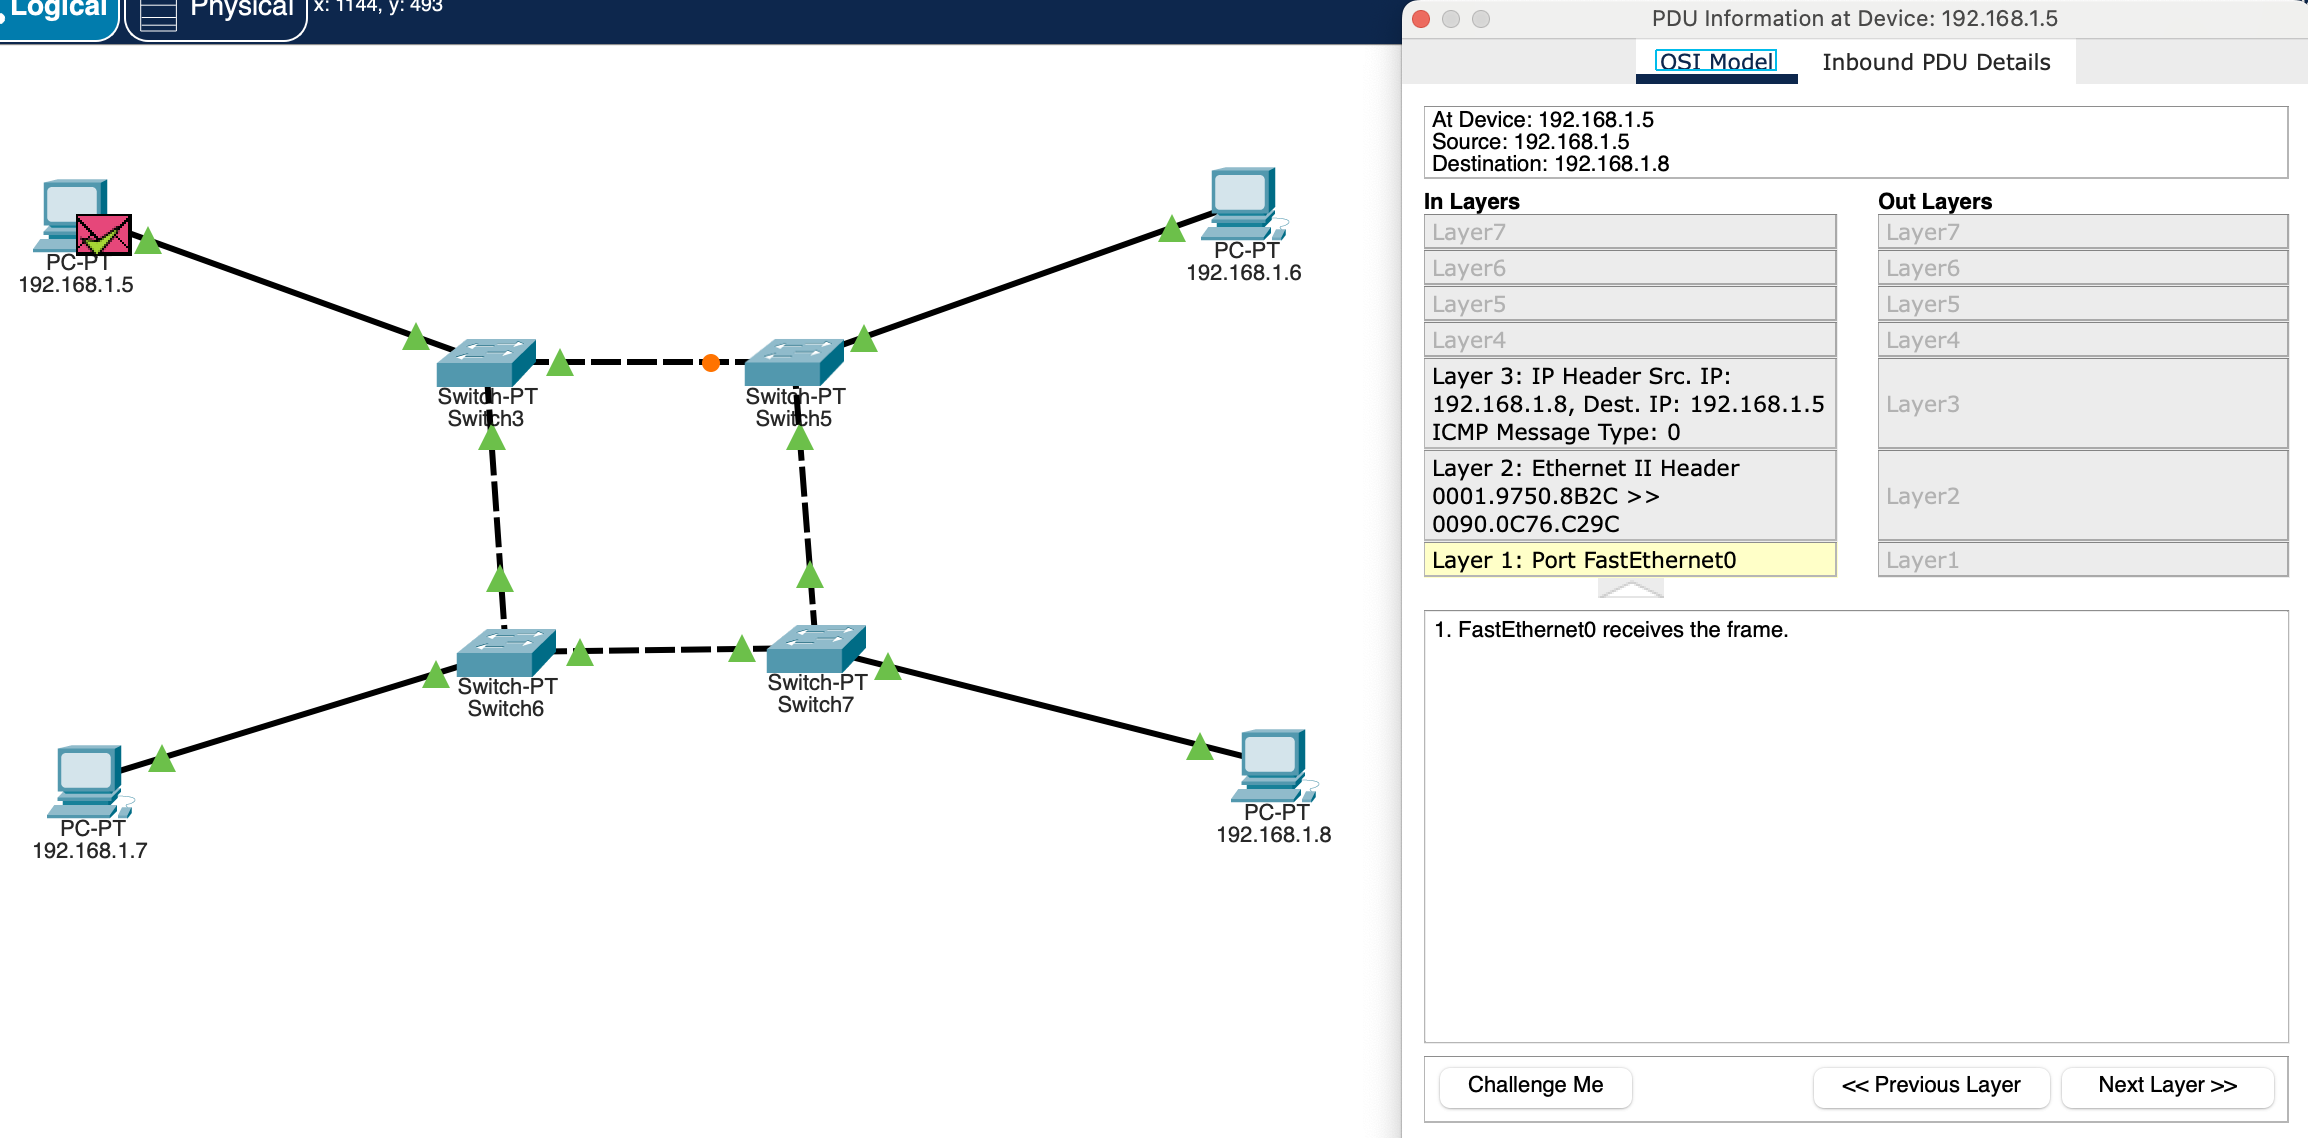 Logical
Physical
x: 1144, y: 493
PC-PT
192.168.1.5
PC-PT
192.168.1.6
Switch-PT
Switch3
Switch-PT
Switch5
Switch-PT
Switch6
Switch-PT
Switch7
PC-PT
192.168.1.7
PC-PT
192.168.1.8
PDU Information at Device: 192.168.1.5
OSI Model
Inbound PDU Details
At Device: 192.168.1.5
Source: 192.168.1.5
Destination: 192.168.1.8
In Layers
Layer7
Layer6
Layer5
Layer4
Layer 3: IP Header Src. IP:
192.168.1.8, Dest. IP: 192.168.1.5
ICMP Message Type: 0
Layer 2: Ethernet II Header
0001.9750.8B2C >>
0090.0C76.C29C
Layer 1: Port FastEthernet0
Out Layers
Layer7
Layer6
Layer5
Layer4
Layer3
Layer2
Layer1
1. FastEthernet0 receives the frame.
Challenge Me
<< Previous Layer
Next Layer >>